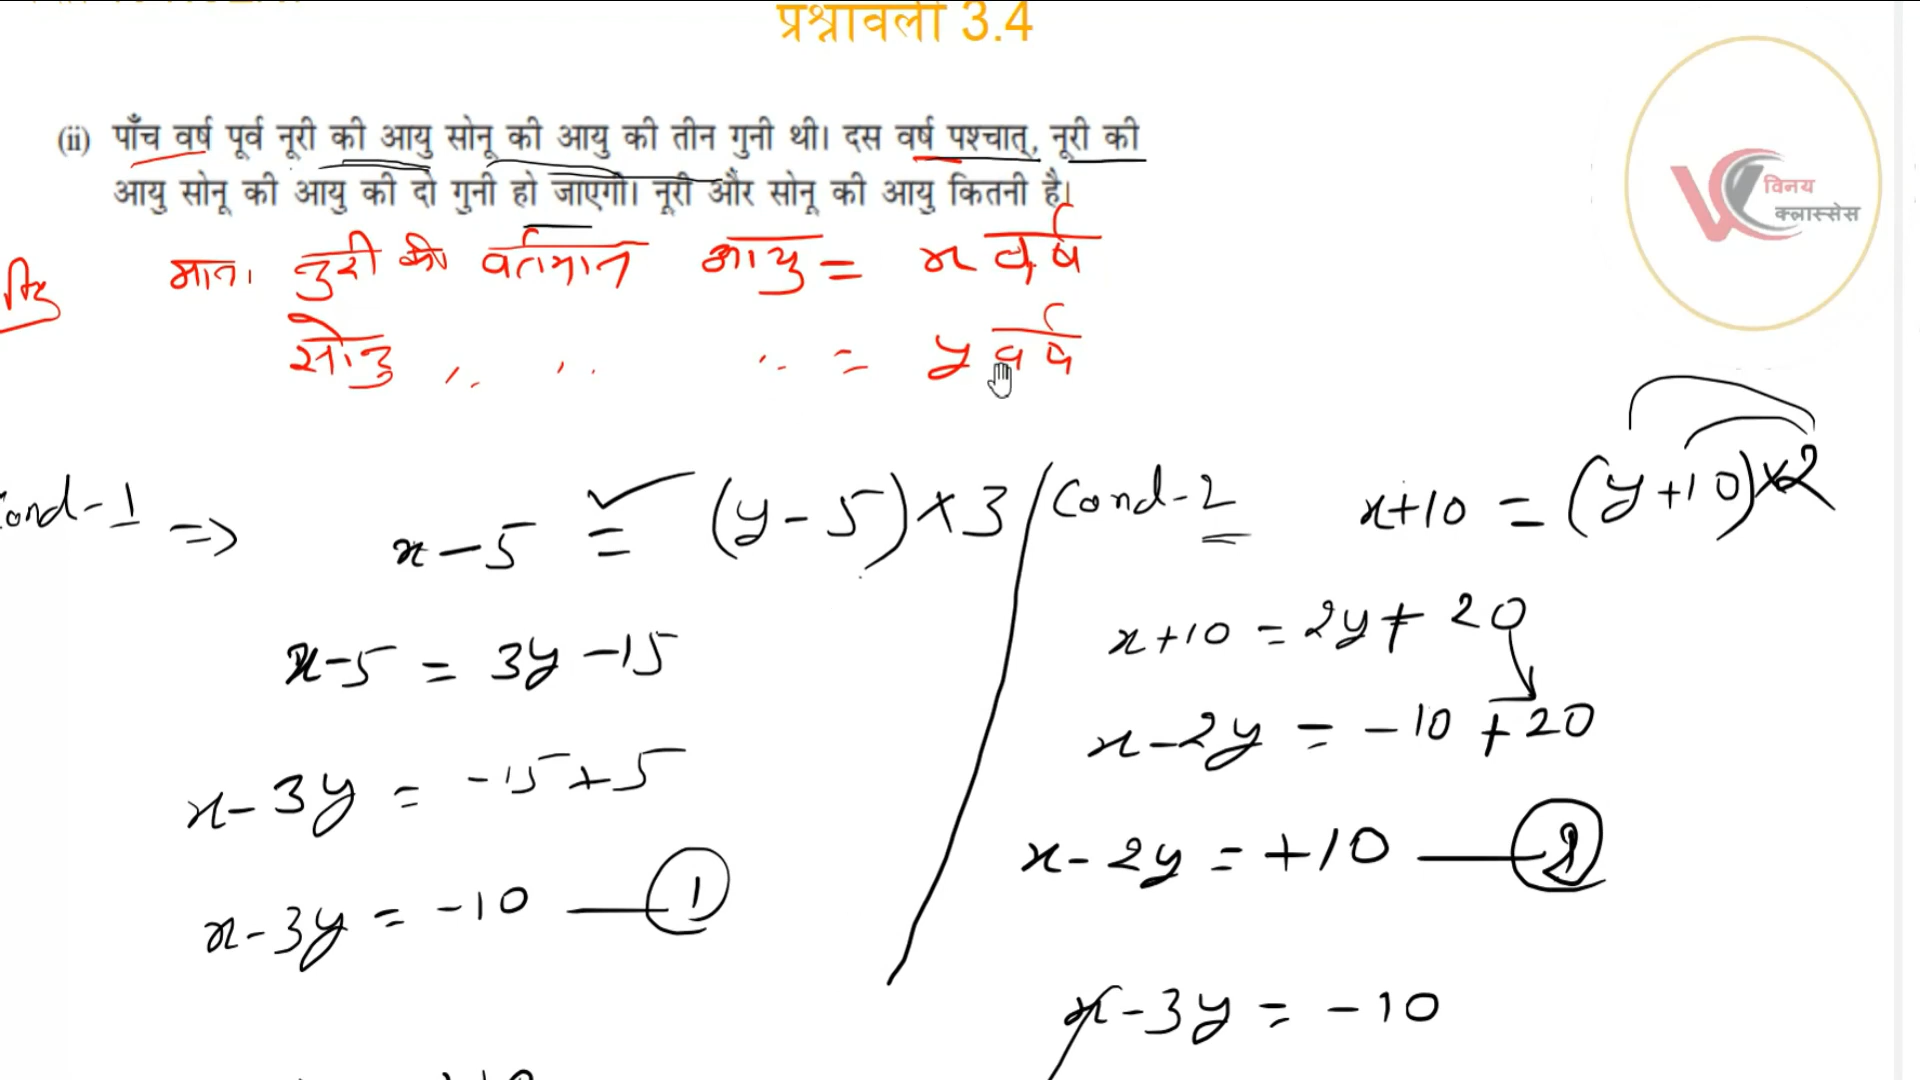 प्रश्नावली 3.4
(ii) पाँच वर्ष पूर्व नूरी की आयु सोनू की आयु की तीन गुनी थी। दस वर्ष पश्चात्, नूरी की
आयु सोनू की आयु की दो गुनी हो जाएगी। नूरी और सोनू की आयु कितनी है।
विनय
क्लास्सेस
माना नुरी की वर्तमान आयु = x वर्ष
सोनु ,, ,, ,, = y वर्ष
Cond-1 => x-5 = (y-5)×3
x-5 = 3y-15
x-3y = -15+5
x-3y = -10 — 1
Cond-2 x+10 = (y+10)×2
x+10 = 2y+20
x-2y = -10+20
x-2y = +10 — 2
x-3y = -10